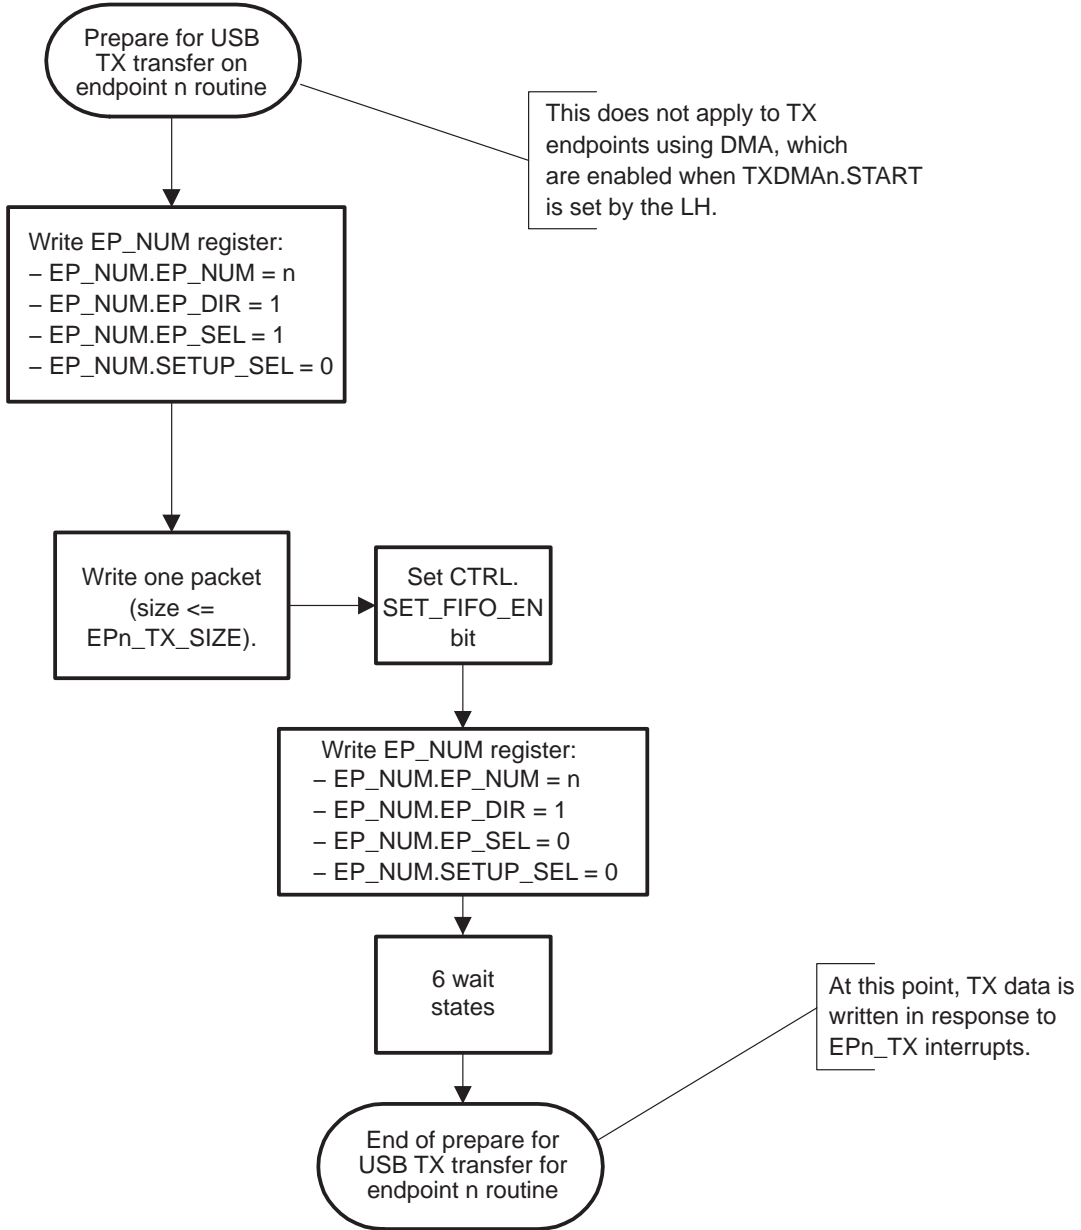 Prepare for USB
TX transfer on
endpoint n routine
This does not apply to TX
endpoints using DMA, which
are enabled when TXDMAn.START
is set by the LH.
Write EP_NUM register:
– EP_NUM.EP_NUM = n
– EP_NUM.EP_DIR = 1
– EP_NUM.EP_SEL = 1
– EP_NUM.SETUP_SEL = 0
Write one packet
(size <=
EPn_TX_SIZE).
Set CTRL.
SET_FIFO_EN
bit
Write EP_NUM register:
– EP_NUM.EP_NUM = n
– EP_NUM.EP_DIR = 1
– EP_NUM.EP_SEL = 0
– EP_NUM.SETUP_SEL = 0
6 wait
states
At this point, TX data is
written in response to
EPn_TX interrupts.
End of prepare for
USB TX transfer for
endpoint n routine